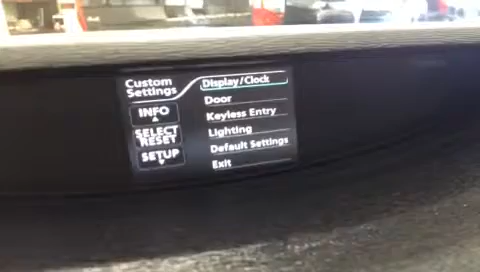 Custom
Settings
INFO
SELECT
RESET
SETUP
Display/Clock
Door
Keyless Entry
Lighting
Default Settings
Exit